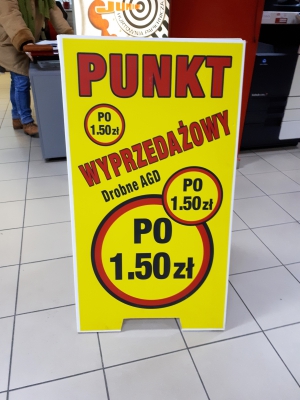 PUNKT
PO
1.50zł
WYPRZEDAŻOWY
Drobne AGD
PO
1.50zł
PO
1.50zł